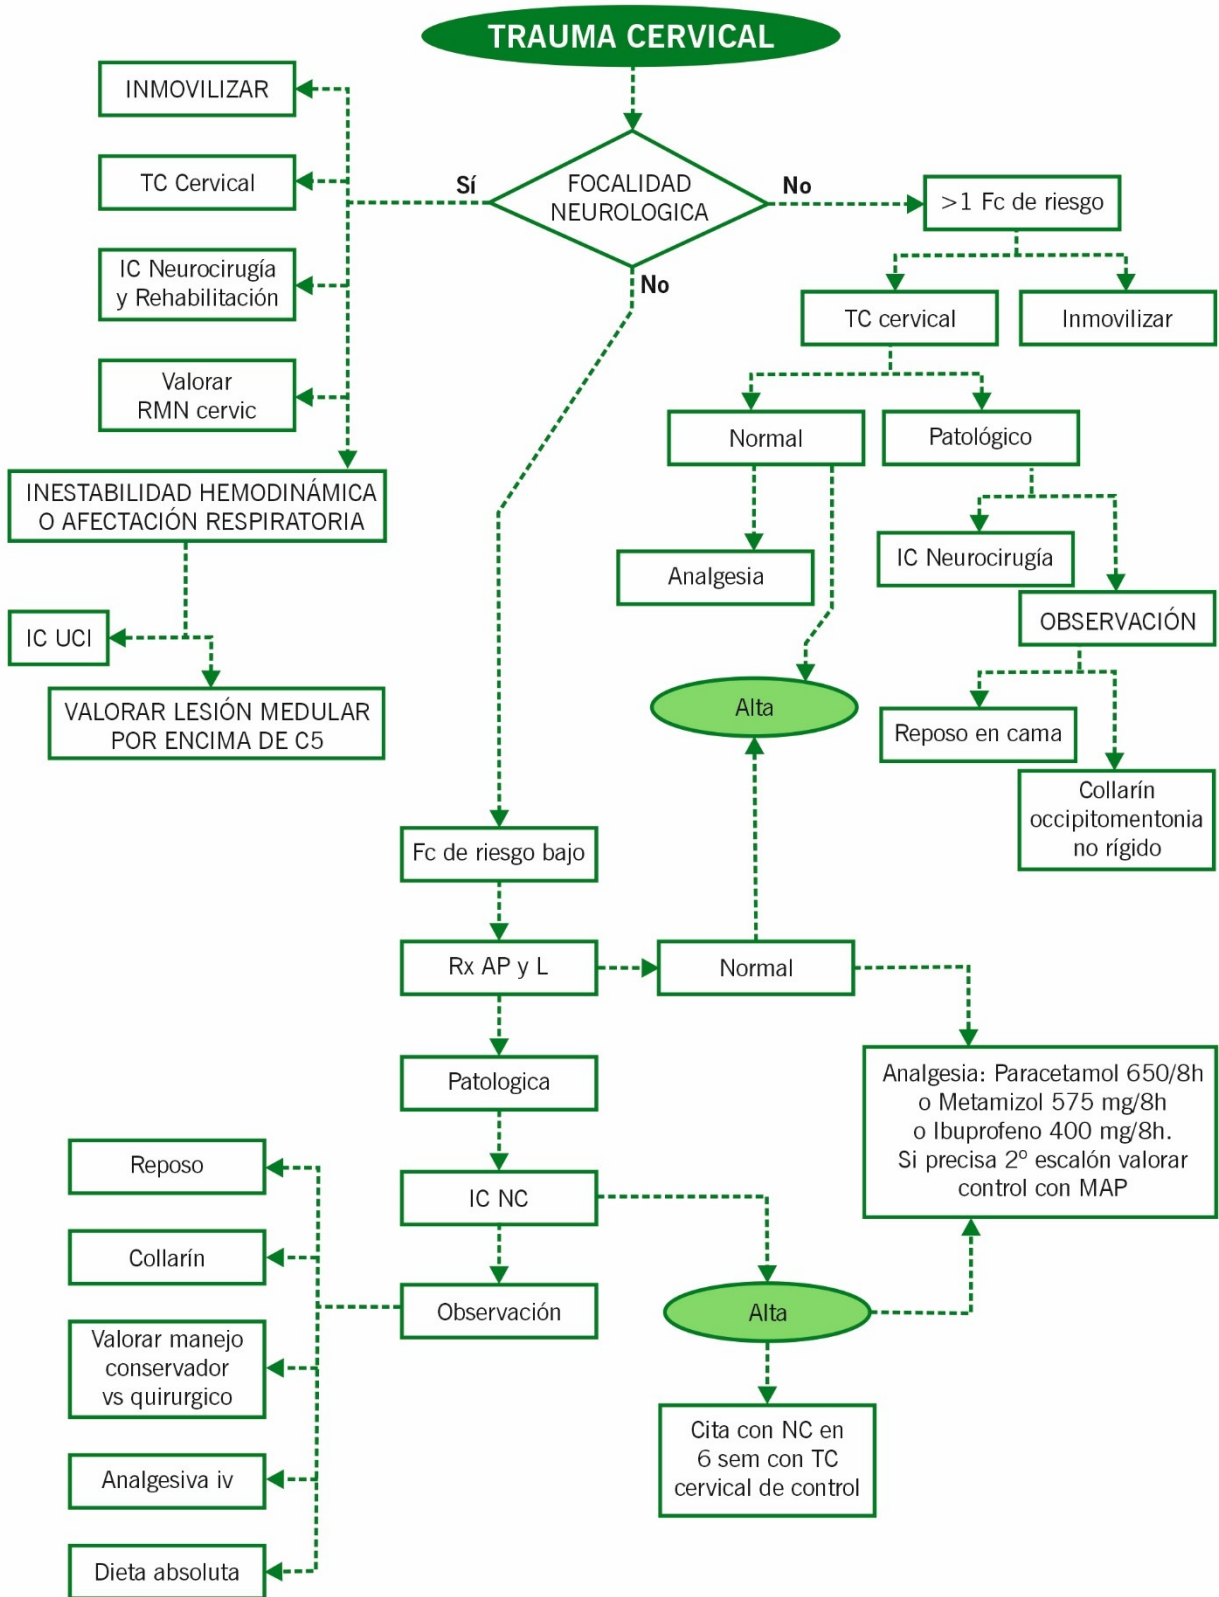 TRAUMA CERVICAL
INMOVILIZAR
TC Cervical
IC Neurocirugía
y Rehabilitación
Valorar
RMN cervic
INESTABILIDAD HEMODINÁMICA
O AFECTACIÓN RESPIRATORIA
IC UCI
VALORAR LESIÓN MEDULAR
POR ENCIMA DE C5
Sí
FOCALIDAD
NEUROLOGICA
No
No
>1 Fc de riesgo
TC cervical
Inmovilizar
Normal
Patológico
Analgesia
IC Neurocirugía
OBSERVACIÓN
Alta
Reposo en cama
Collarín
occipitomentonia
no rígido
Fc de riesgo bajo
Rx AP y L
Normal
Patologica
Analgesia: Paracetamol 650/8h
o Metamizol 575 mg/8h
o Ibuprofeno 400 mg/8h.
Si precisa 2º escalón valorar
control con MAP
IC NC
Observación
Alta
Reposo
Collarín
Valorar manejo
conservador
vs quirurgico
Analgesiva iv
Dieta absoluta
Cita con NC en
6 sem con TC
cervical de control